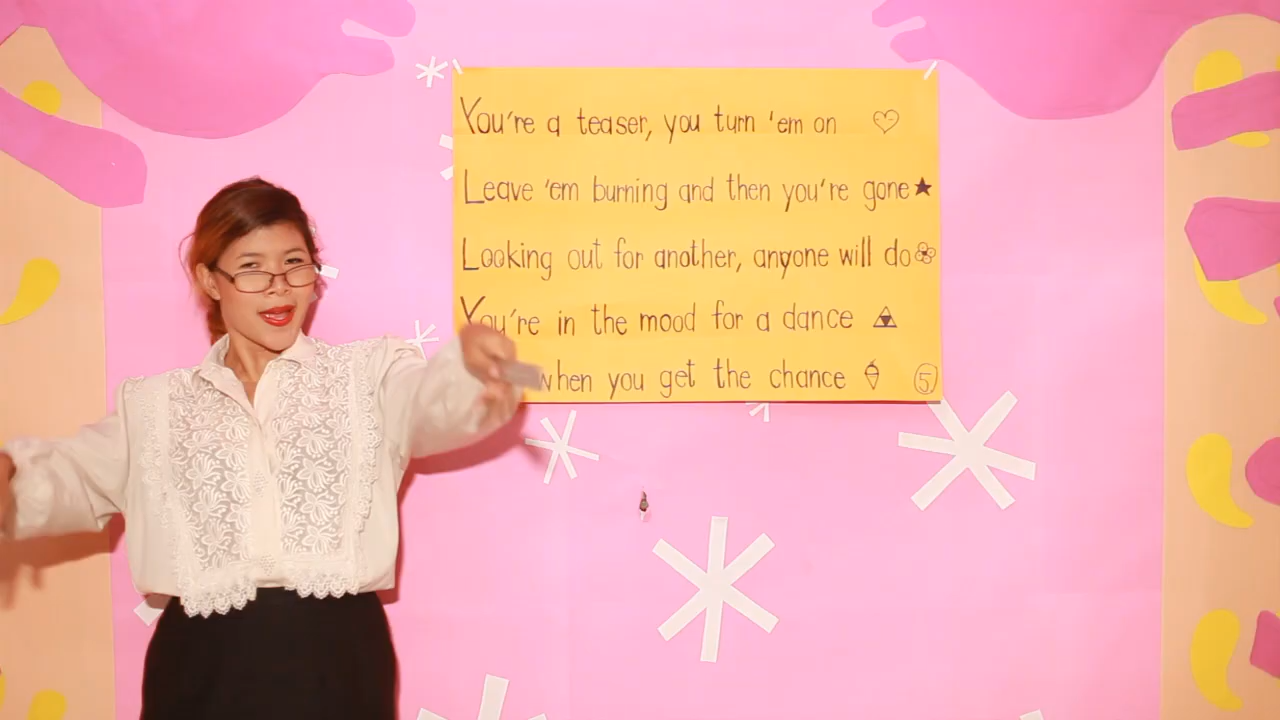 You're a teaser, you turn 'em on
Leave 'em burning and then you're gone
Looking out for another, anyone will do
You're in the mood for a dance
when you get the chance
5